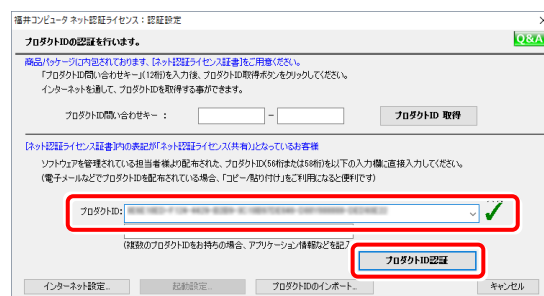 福井コンピュータ ネット認証ライセンス：認証設定
プロダクトIDの認証を行います。
Q&A
商品パッケージに内包されております、[ネット認証ライセンス証書]をご用意ください。
「プロダクトID問い合わせキー」(12桁)を入力後、プロダクトID取得ボタンをクリックしてください。
インターネットを通して、プロダクトIDを取得する事ができます。
プロダクトID問い合わせキー：
－
プロダクトID 取得
[ネット認証ライセンス証書]内の表記が「ネット認証ライセンス(共有)」となっているお客様
ソフトウェアを管理されている担当者様より配布された、プロダクトID(56桁または58桁)を以下の入力欄に直接入力してください。
(電子メールなどでプロダクトIDを配布されている場合、「コピー/貼り付け」をご利用になると便利です)
プロダクトID:
(複数のプロダクトIDをお持ちの場合、アプリケーション情報などを記入
プロダクトID認証
インターネット設定...
起動設定...
プロダクトIDのインポート...
キャンセル